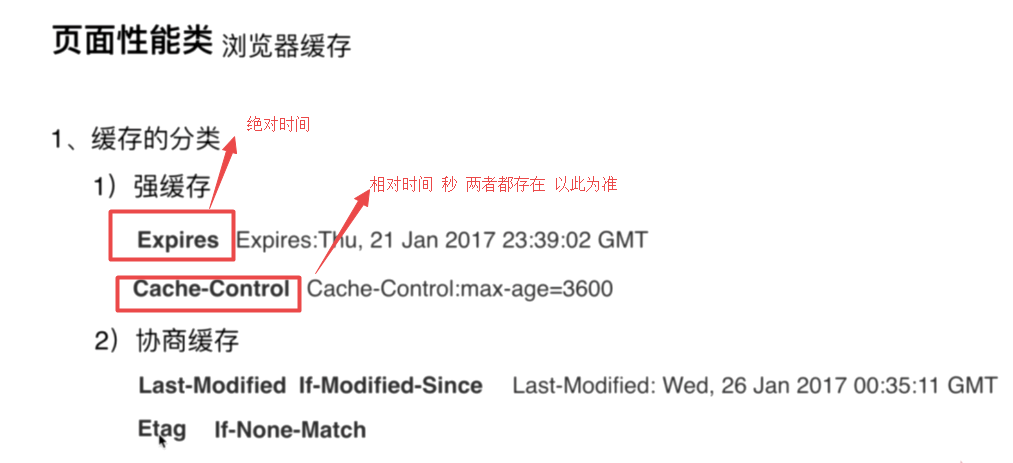 页面性能类 浏览器缓存
绝对时间
1、缓存的分类
1）强缓存
相对时间 秒 两者都存在 以此为准
Expires Expires:Thu, 21 Jan 2017 23:39:02 GMT
Cache-Control Cache-Control:max-age=3600
2）协商缓存
Last-Modified If-Modified-Since Last-Modified: Wed, 26 Jan 2017 00:35:11 GMT
Etag If-None-Match